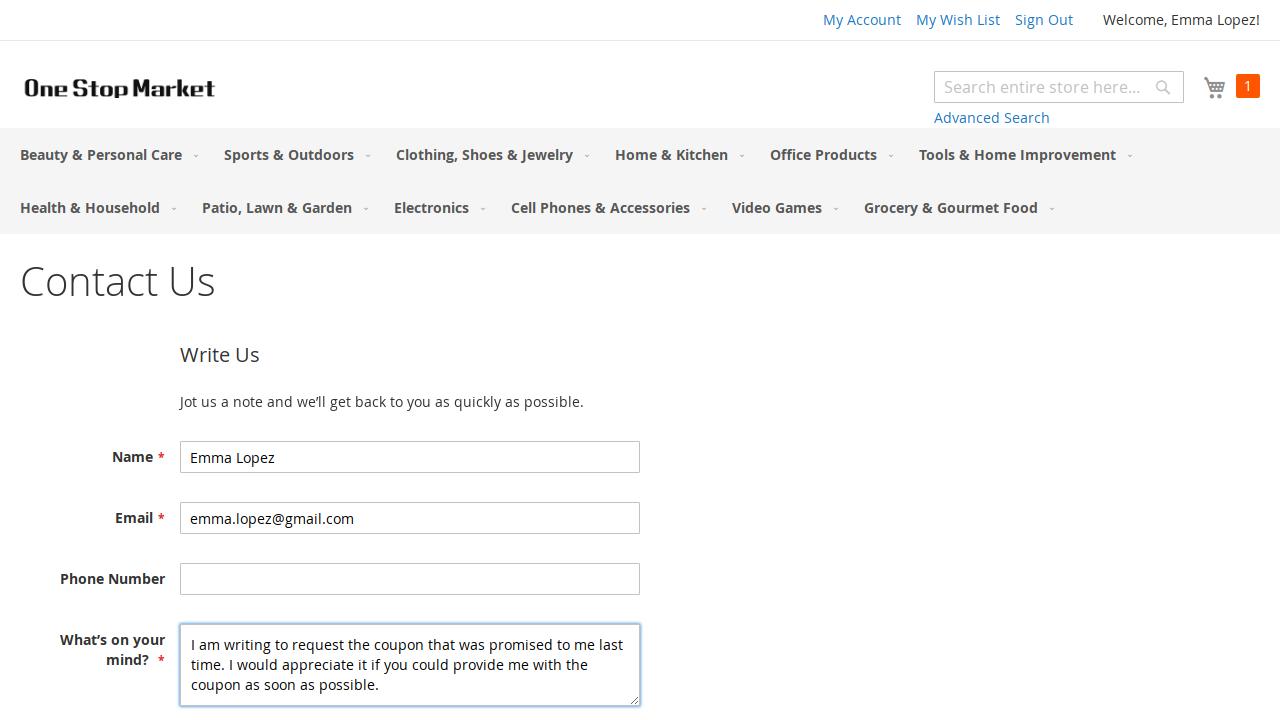 My Account My Wish List Sign Out Welcome, Emma Lopez!
One Stop Market
Search entire store here...
1
Advanced Search
Beauty & Personal Care Sports & Outdoors Clothing, Shoes & Jewelry Home & Kitchen Office Products Tools & Home Improvement
Health & Household Patio, Lawn & Garden Electronics Cell Phones & Accessories Video Games Grocery & Gourmet Food
Contact Us
Write Us
Jot us a note and we’ll get back to you as quickly as possible.
Name * Emma Lopez
Email * emma.lopez@gmail.com
Phone Number
What’s on your
mind? *
I am writing to request the coupon that was promised to me last
time. I would appreciate it if you could provide me with the
coupon as soon as possible.